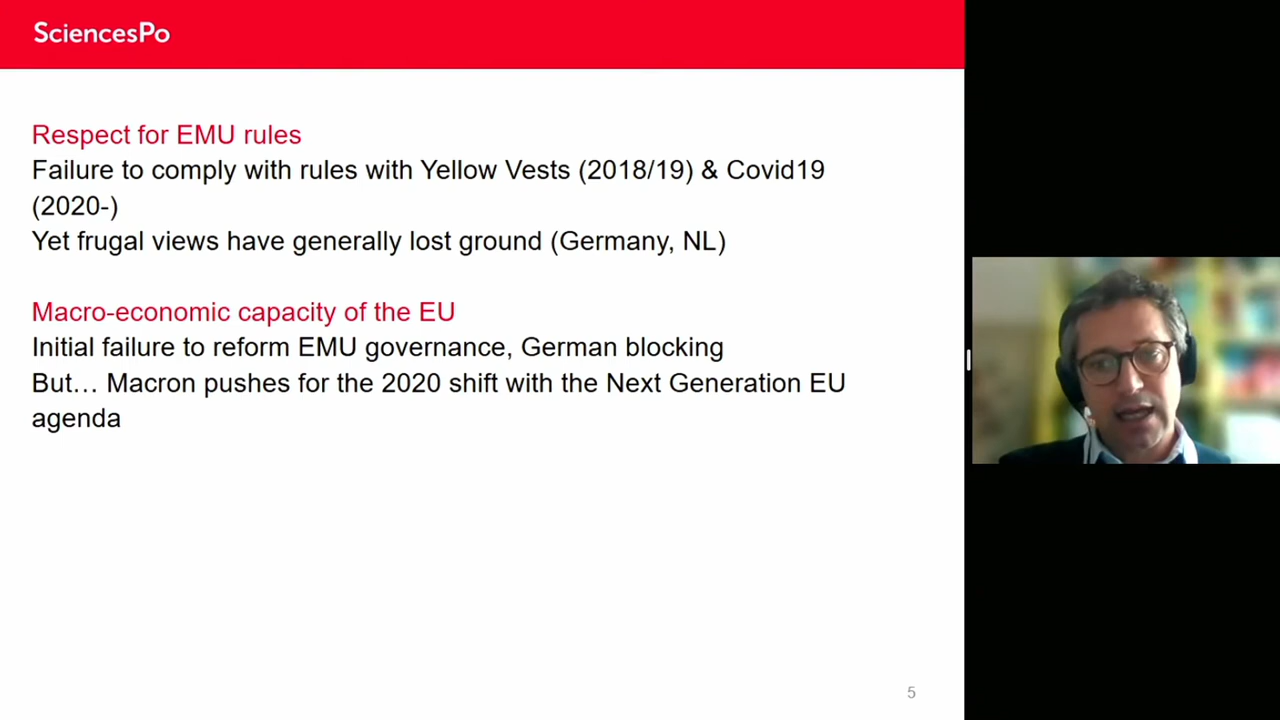 SciencesPo
Respect for EMU rules
Failure to comply with rules with Yellow Vests (2018/19) & Covid19
(2020-)
Yet frugal views have generally lost ground (Germany, NL)
Macro-economic capacity of the EU
Initial failure to reform EMU governance, German blocking
But… Macron pushes for the 2020 shift with the Next Generation EU
agenda
5